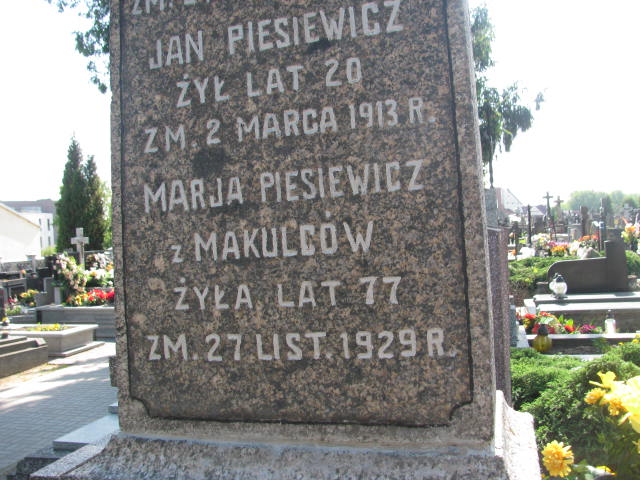 JAN PIESIEWICZ
ŻYŁ LAT 20
ZM. 2 MARCA 1913 R.
MARJA PIESIEWICZ
z MAKULCÓW
ŻYŁA, LAT 77
ZM. 27 LIST. 1929 R.